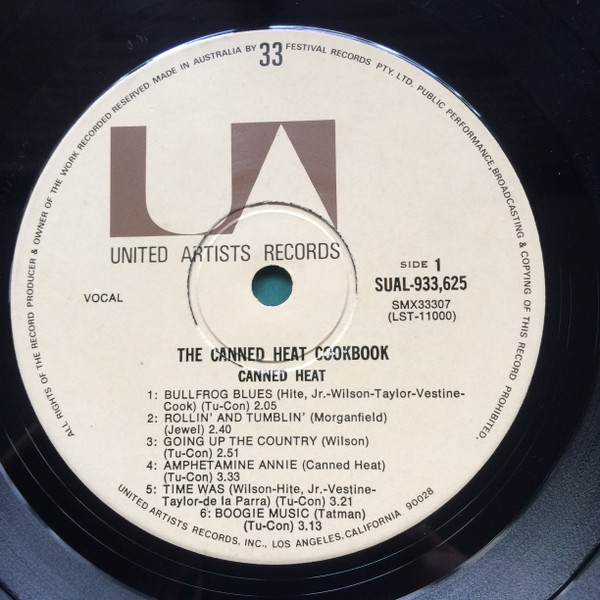 ALL RIGHTS OF THE RECORD PRODUCER & OWNER OF THE WORK RECORDED RESERVED MADE IN AUSTRALIA BY 33 FESTIVAL RECORDS PTY. LTD. PUBLIC PERFORMANCE, BROADCASTING & COPYING OF THIS RECORD PROHIBITED.
UA
UNITED ARTISTS RECORDS
SIDE 1
SUAL-933,625
SMX33307
(LST-11000)
VOCAL
THE CANNED HEAT COOKBOOK
CANNED HEAT
1: BULLFROG BLUES (Hite, Jr.-Wilson-Taylor-Vestine-
Cook) (Tu-Con) 2.05
2: ROLLIN' AND TUMBLIN' (Morganfield)
(Jewel) 2.40
3: GOING UP THE COUNTRY (Wilson)
(Tu-Con) 2.51
4: AMPHETAMINE ANNIE (Canned Heat)
(Tu-Con) 3.33
5: TIME WAS (Wilson-Hite, Jr.-Vestine-
Taylor-de la Parra) (Tu-Con) 3.21
6: BOOGIE MUSIC (Tatman)
(Tu-Con) 3.13
UNITED ARTISTS RECORDS, INC., LOS ANGELES, CALIFORNIA 90028